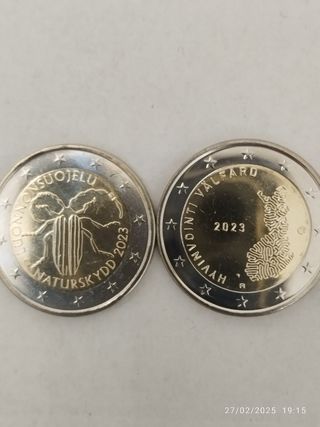 LUONNONSUOJELU
NATURSKYDD 2023
HYVINVOINTI VÄLFÄRD
2023
27/02/2025 19:15